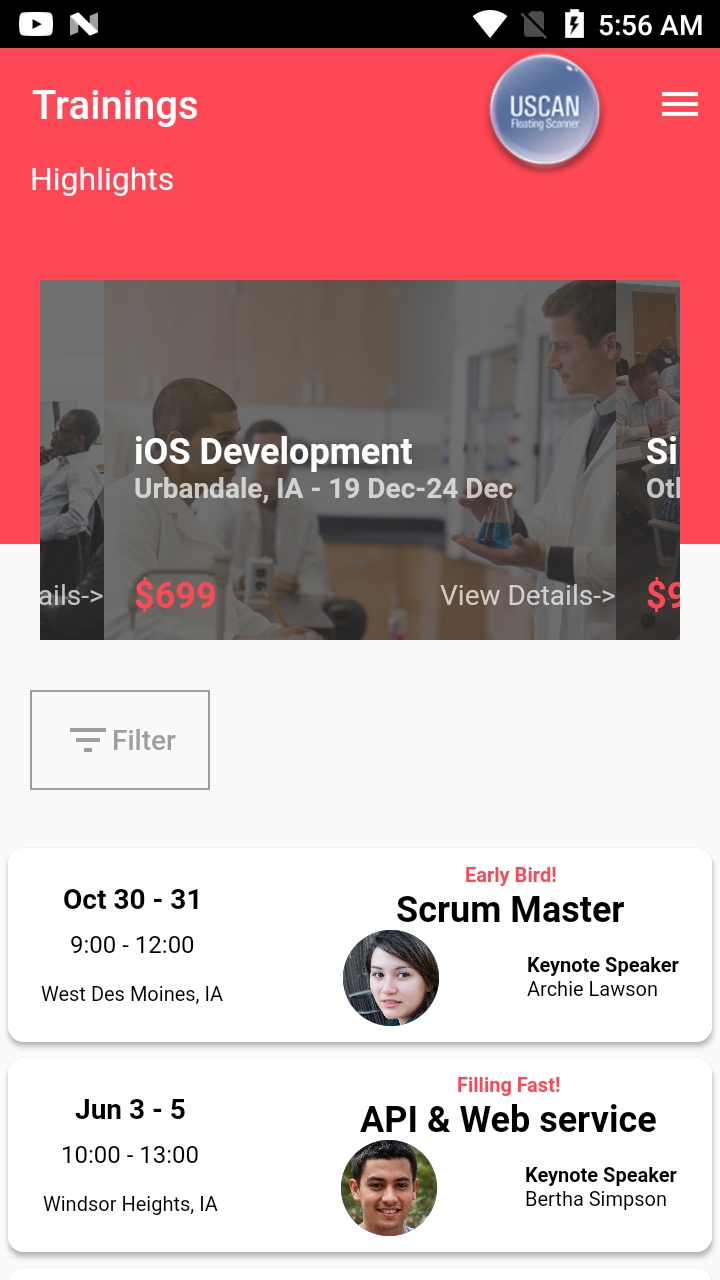 5:56 AM
Trainings
USCAN
Floating Scanner
Highlights
iOS Development
Urbandale, IA - 19 Dec-24 Dec
ails->
$699
View Details->
Si
Otl
$9
Filter
Early Bird!
Oct 30 - 31
Scrum Master
9:00 - 12:00
Keynote Speaker
West Des Moines, IA
Archie Lawson
Filling Fast!
Jun 3 - 5
API & Web service
10:00 - 13:00
Keynote Speaker
Windsor Heights, IA
Bertha Simpson